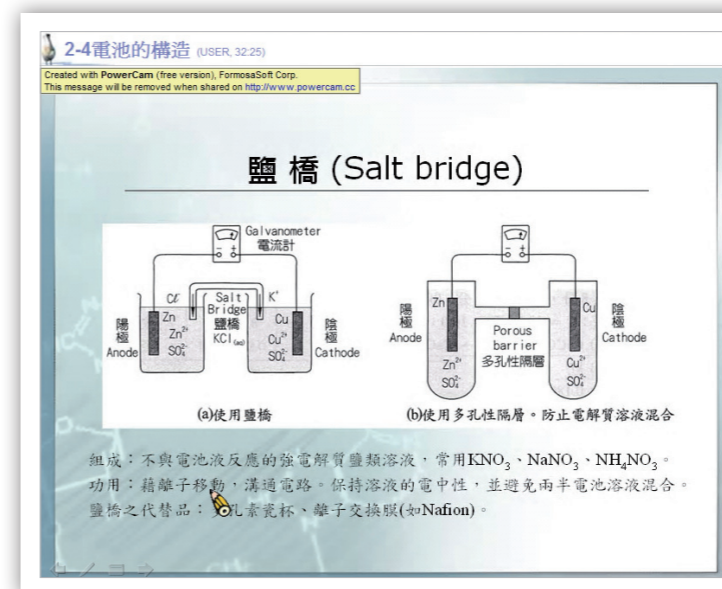 2-4電池的構造 (USER, 32:25)
Created with PowerCam (free version), FormosaSoft Corp.
This message will be removed when shared on http://www.powercam.cc
鹽 橋 (Salt bridge)
Galvanometer
電流計
Cl⁻
Salt
Bridge
鹽橋
KCl(aq)
K⁺
陽極
Anode
Zn
Zn²⁺
SO₄²⁻
Cu
Cu²⁺
SO₄²⁻
陰極
Cathode
(a)使用鹽橋
陽極
Anode
Zn
Zn²⁺
SO₄²⁻
Porous
barrier
多孔性隔層
Cu
Cu²⁺
SO₄²⁻
陰極
Cathode
(b)使用多孔性隔層。防止電解質溶液混合
組成：不與電池液反應的強電解質鹽類溶液，常用KNO₃、NaNO₃、NH₄NO₃。
功用：藉離子移動，溝通電路。保持溶液的電中性，並避免兩半電池溶液混合。
鹽橋之代替品：孔素瓷杯、離子交換膜(如Nafion)。